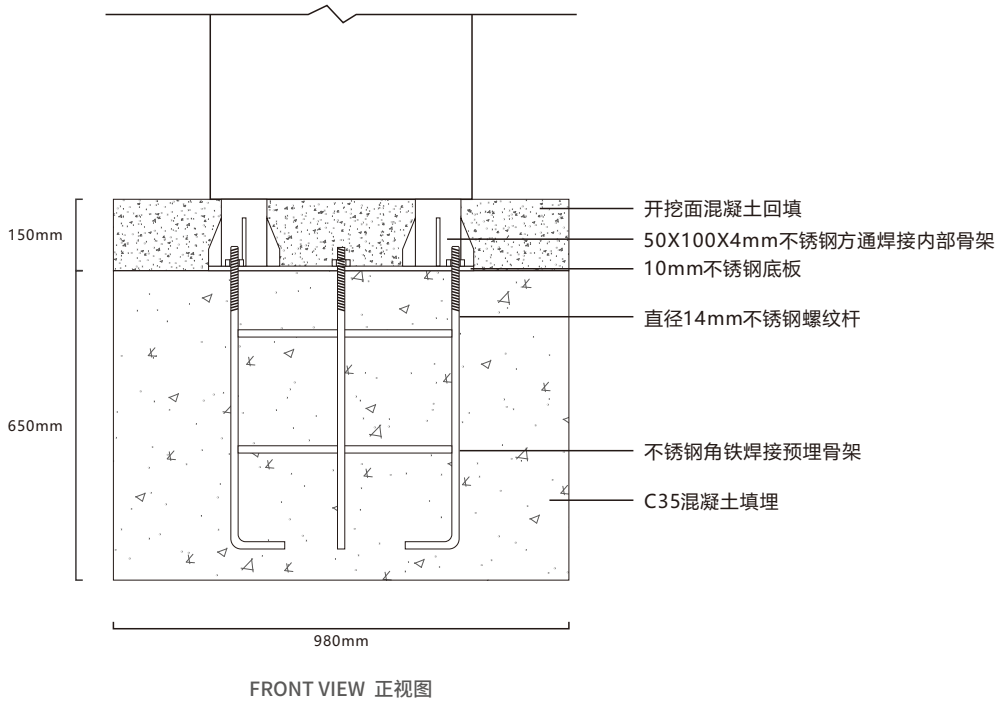 开挖面混凝土回填
150mm
50X100X4mm不锈钢方通焊接内部骨架
10mm不锈钢底板
直径14mm不锈钢螺纹杆
650mm
不锈钢角铁焊接预埋骨架
C35混凝土填埋
980mm
FRONT VIEW 正视图